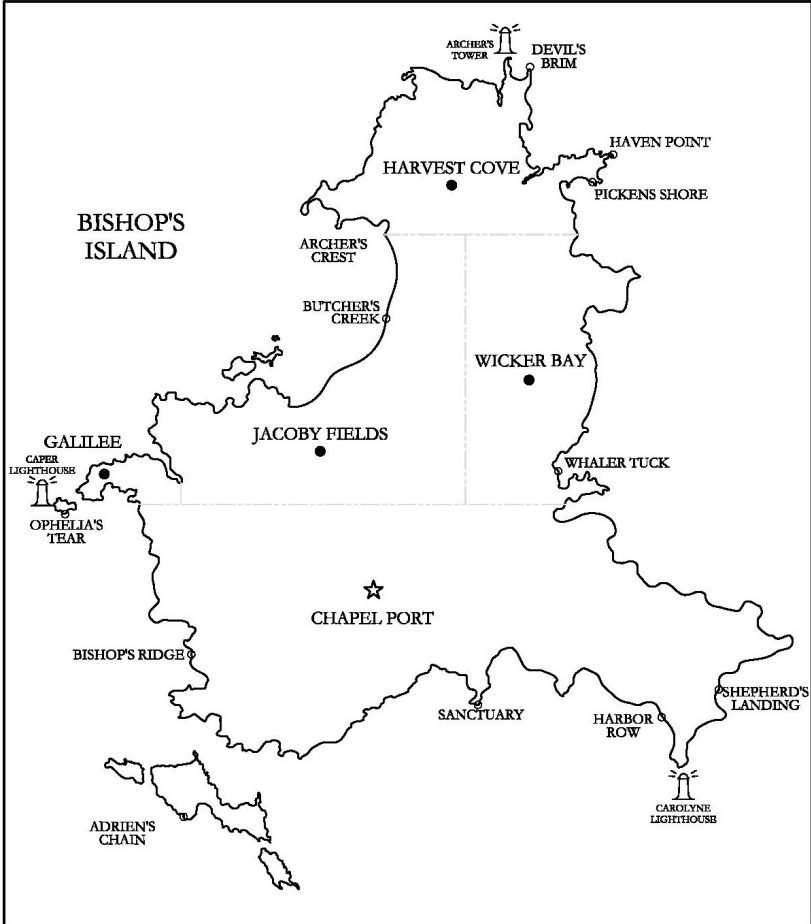 ARCHER'S
TOWER
DEVIL'S
BRIM
HAVEN POINT
HARVEST COVE
PICKENS SHORE
BISHOP'S
ISLAND
ARCHER'S
CREST
BUTCHER'S
CREEK
WICKER BAY
JACOBY FIELDS
GALILEE
CAPER
LIGHTHOUSE
WHALER TUCK
OPHELIA'S
TEAR
CHAPEL PORT
BISHOP'S RIDGE
SHEPHERD'S
LANDING
SANCTUARY
HARBOR
ROW
CAROLYNE
LIGHTHOUSE
ADRIEN'S
CHAIN